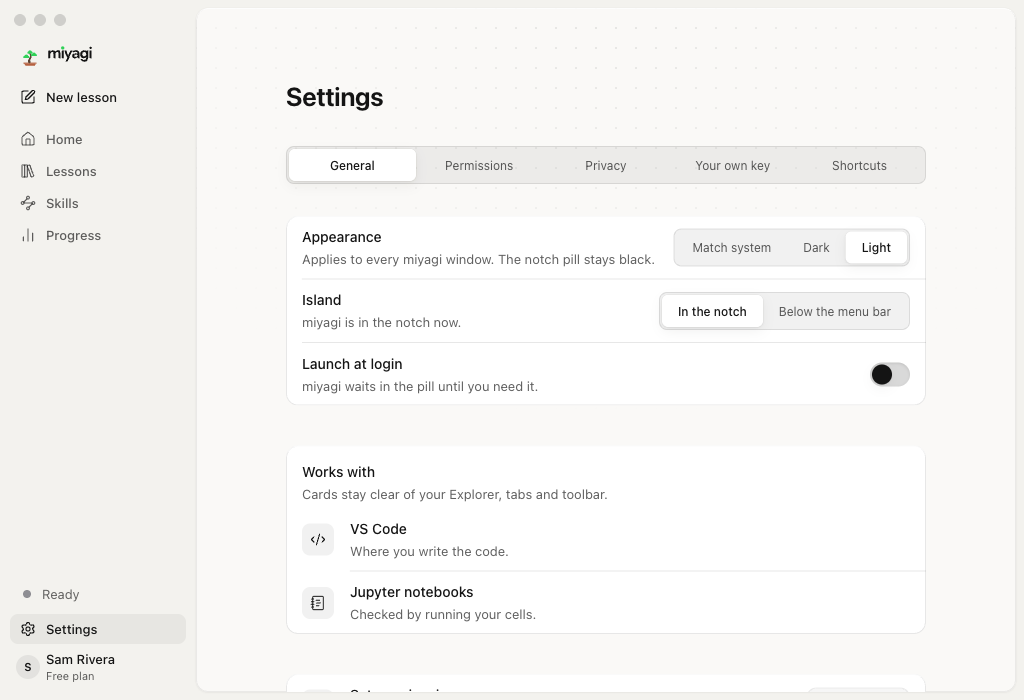 miyagi
New lesson
Home
Lessons
Skills
Progress
Ready
Settings
S
Sam Rivera
Free plan
Settings
General
Permissions
Privacy
Your own key
Shortcuts
Appearance
Applies to every miyagi window. The notch pill stays black.
Match system
Dark
Light
Island
miyagi is in the notch now.
In the notch
Below the menu bar
Launch at login
miyagi waits in the pill until you need it.
Works with
Cards stay clear of your Explorer, tabs and toolbar.
VS Code
Where you write the code.
Jupyter notebooks
Checked by running your cells.